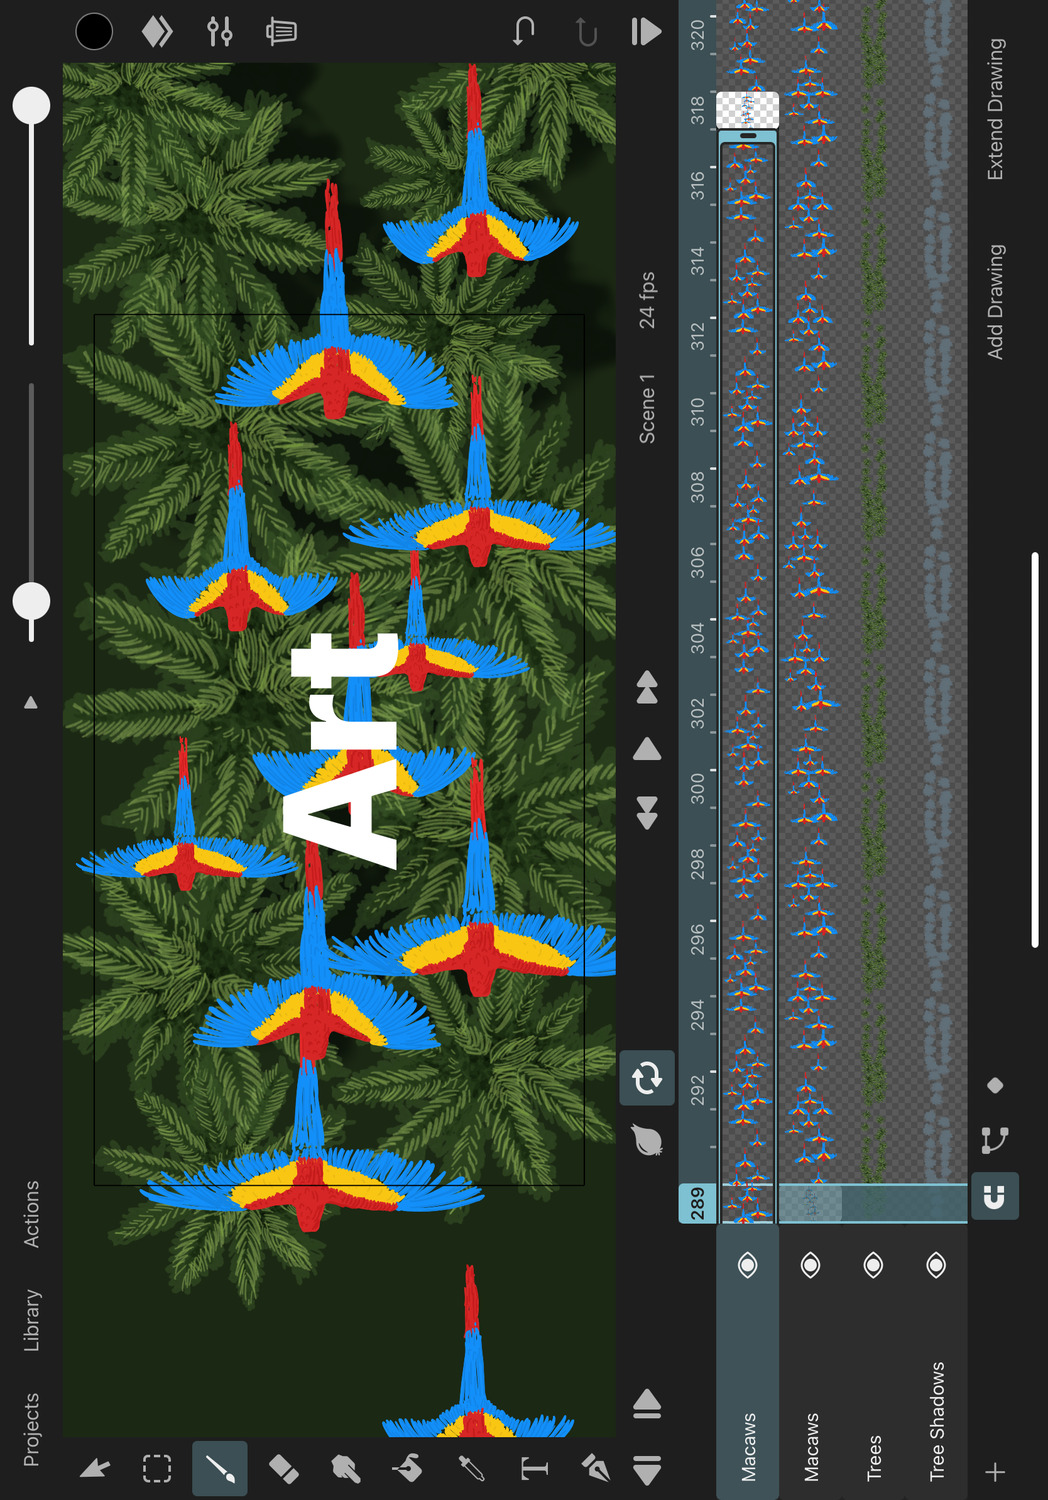 Projects Library Actions
Art
T
Scene 1 24 fps
289 292 294 296 298 300 302 304 306 308 310 312 314 316 318 320
Macaws
Macaws
Trees
Tree Shadows
Add Drawing Extend Drawing